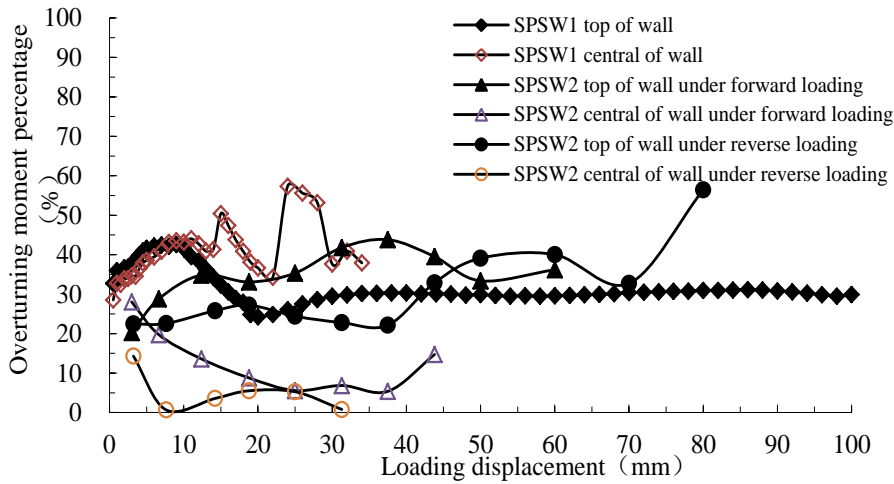 Overturning moment percentage
（%）
100
90
80
70
60
50
40
30
20
10
0
SPSW1 top of wall
SPSW1 central of wall
SPSW2 top of wall under forward loading
SPSW2 central of wall under forward loading
SPSW2 top of wall under reverse loading
SPSW2 central of wall under reverse loading
0 10 20 30 40 50 60 70 80 90 100
Loading displacement（mm）